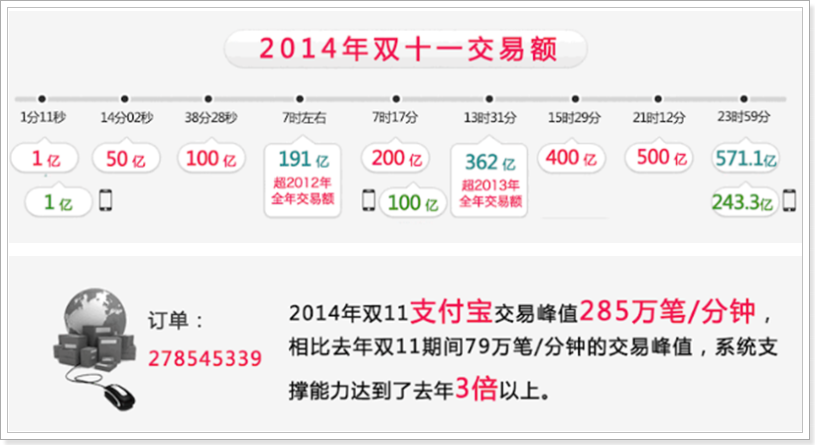 2014年双十一交易额
1分11秒 14分02秒 38分28秒 7时左右 7时17分 13时31分 15时29分 21时12分 23时59分
1亿 50亿 100亿 191亿 200亿 362亿 400亿 500亿 571.1亿
超2012年 超2013年
全年交易额 全年交易额
1亿 100亿 243.3亿
订单：
278545339
2014年双11支付宝交易峰值285万笔/分钟，
相比去年双11期间79万笔/分钟的交易峰值，系统支
撑能力达到了去年3倍以上。